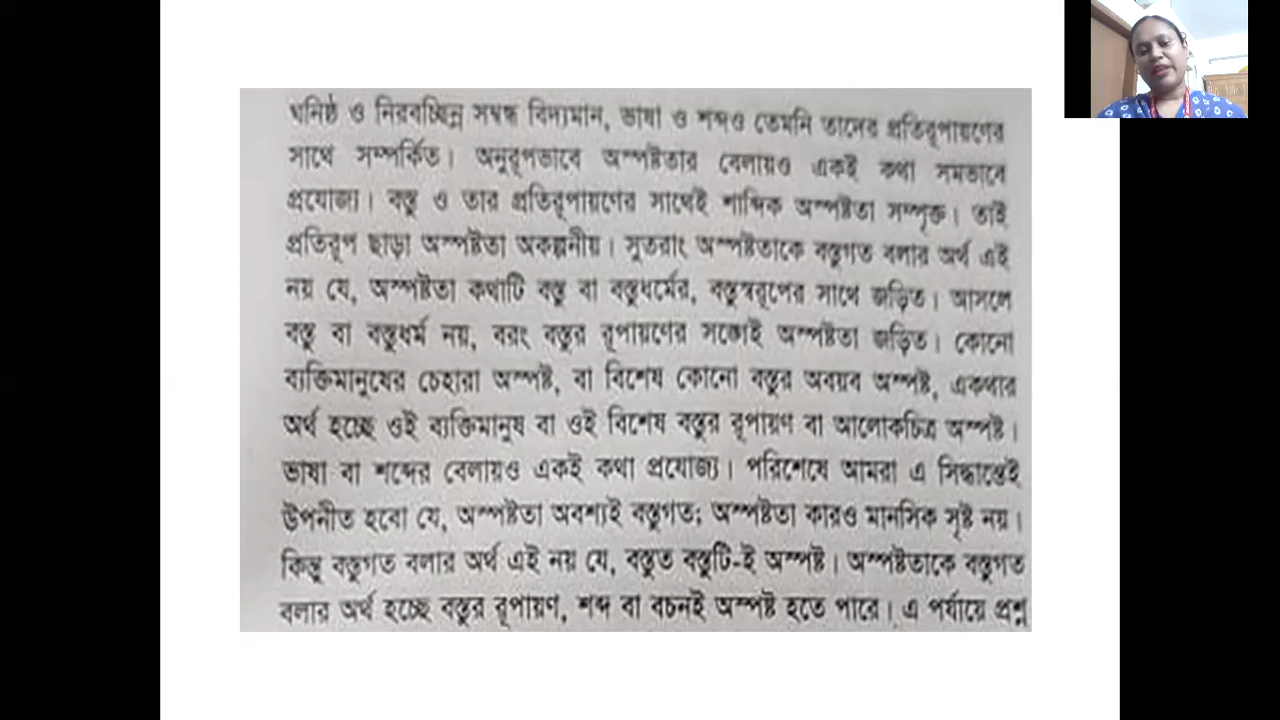 ঘনিষ্ঠ ও নিরবচ্ছিন্ন সম্বন্ধ বিদ্যমান, ভাষা ও শব্দও তেমনি তাদের প্রতিরূপায়ণের
সাথে সম্পর্কিত। অনুরূপভাবে অস্পষ্টতার বেলায়ও একই কথা সমভাবে
প্রযোজ্য। বস্তু ও তার প্রতিরূপায়ণের সাথেই শাব্দিক অস্পষ্টতা সম্পৃক্ত। তাই
প্রতিরূপ ছাড়া অস্পষ্টতা অকল্পনীয়। সুতরাং অস্পষ্টতাকে বস্তুগত বলার অর্থ এই
নয় যে, অস্পষ্টতা কথাটি বস্তু বা বস্তুধর্মের, বস্তুস্বরূপের সাথে জড়িত। আসলে
বস্তু বা বস্তুধর্ম নয়, বরং বস্তুর রূপায়ণের সঙ্গেই অস্পষ্টতা জড়িত। কোনো
ব্যক্তিমানুষের চেহারা অস্পষ্ট, বা বিশেষ কোনো বস্তুর অবয়ব অস্পষ্ট, একথার
অর্থ হচ্ছে ওই ব্যক্তিমানুষ বা ওই বিশেষ বস্তুর রূপায়ণ বা আলোকচিত্র অস্পষ্ট।
ভাষা বা শব্দের বেলায়ও একই কথা প্রযোজ্য। পরিশেষে আমরা এ সিদ্ধান্তেই
উপনীত হবো যে, অস্পষ্টতা অবশ্যই বস্তুগত; অস্পষ্টতা কারও মানসিক সৃষ্ট নয়।
কিন্তু বস্তুগত বলার অর্থ এই নয় যে, বস্তুত বস্তুটি-ই অস্পষ্ট। অস্পষ্টতাকে বস্তুগত
বলার অর্থ হচ্ছে বস্তুর রূপায়ণ, শব্দ বা বচনই অস্পষ্ট হতে পারে। এ পর্যায়ে প্রশ্ন